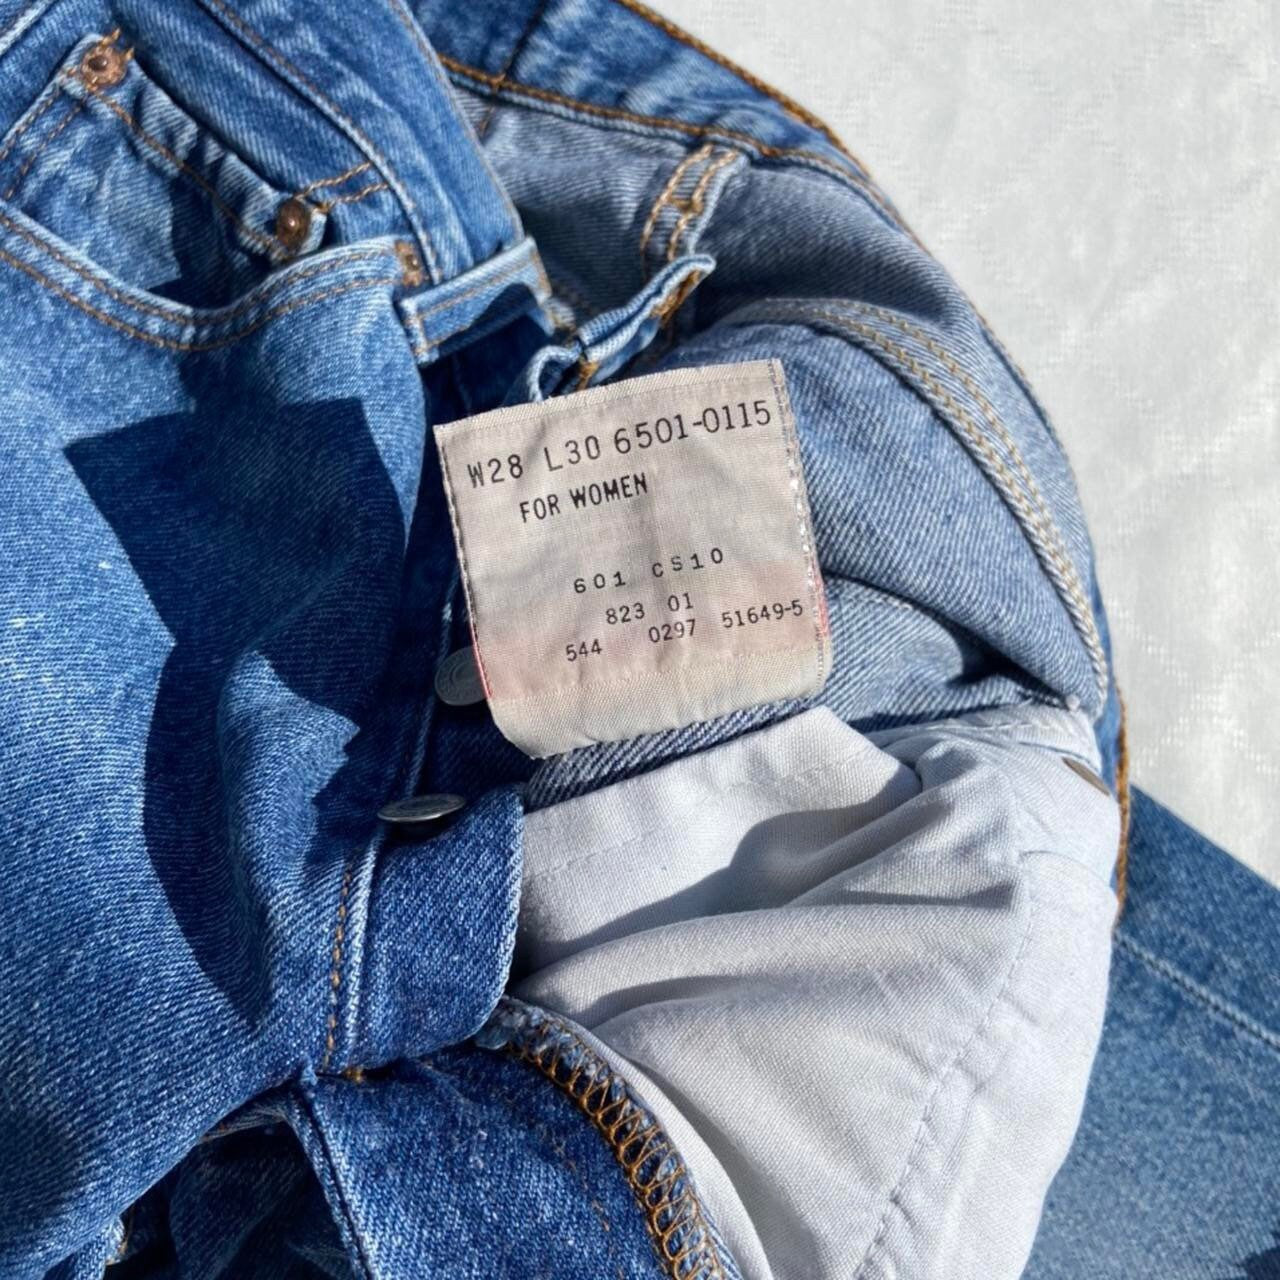 W28 L30 6501-0115
FOR WOMEN
601 CS10
823 01
544 0297 51649-5